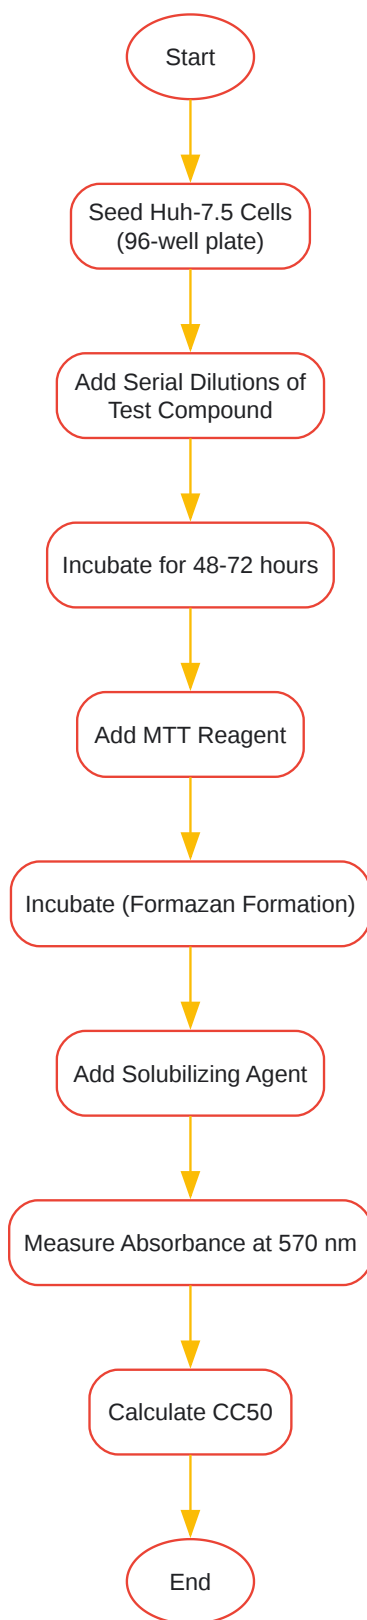 Start
Seed Huh-7.5 Cells
(96-well plate)
Add Serial Dilutions of
Test Compound
Incubate for 48-72 hours
Add MTT Reagent
Incubate (Formazan Formation)
Add Solubilizing Agent
Measure Absorbance at 570 nm
Calculate CC50
End